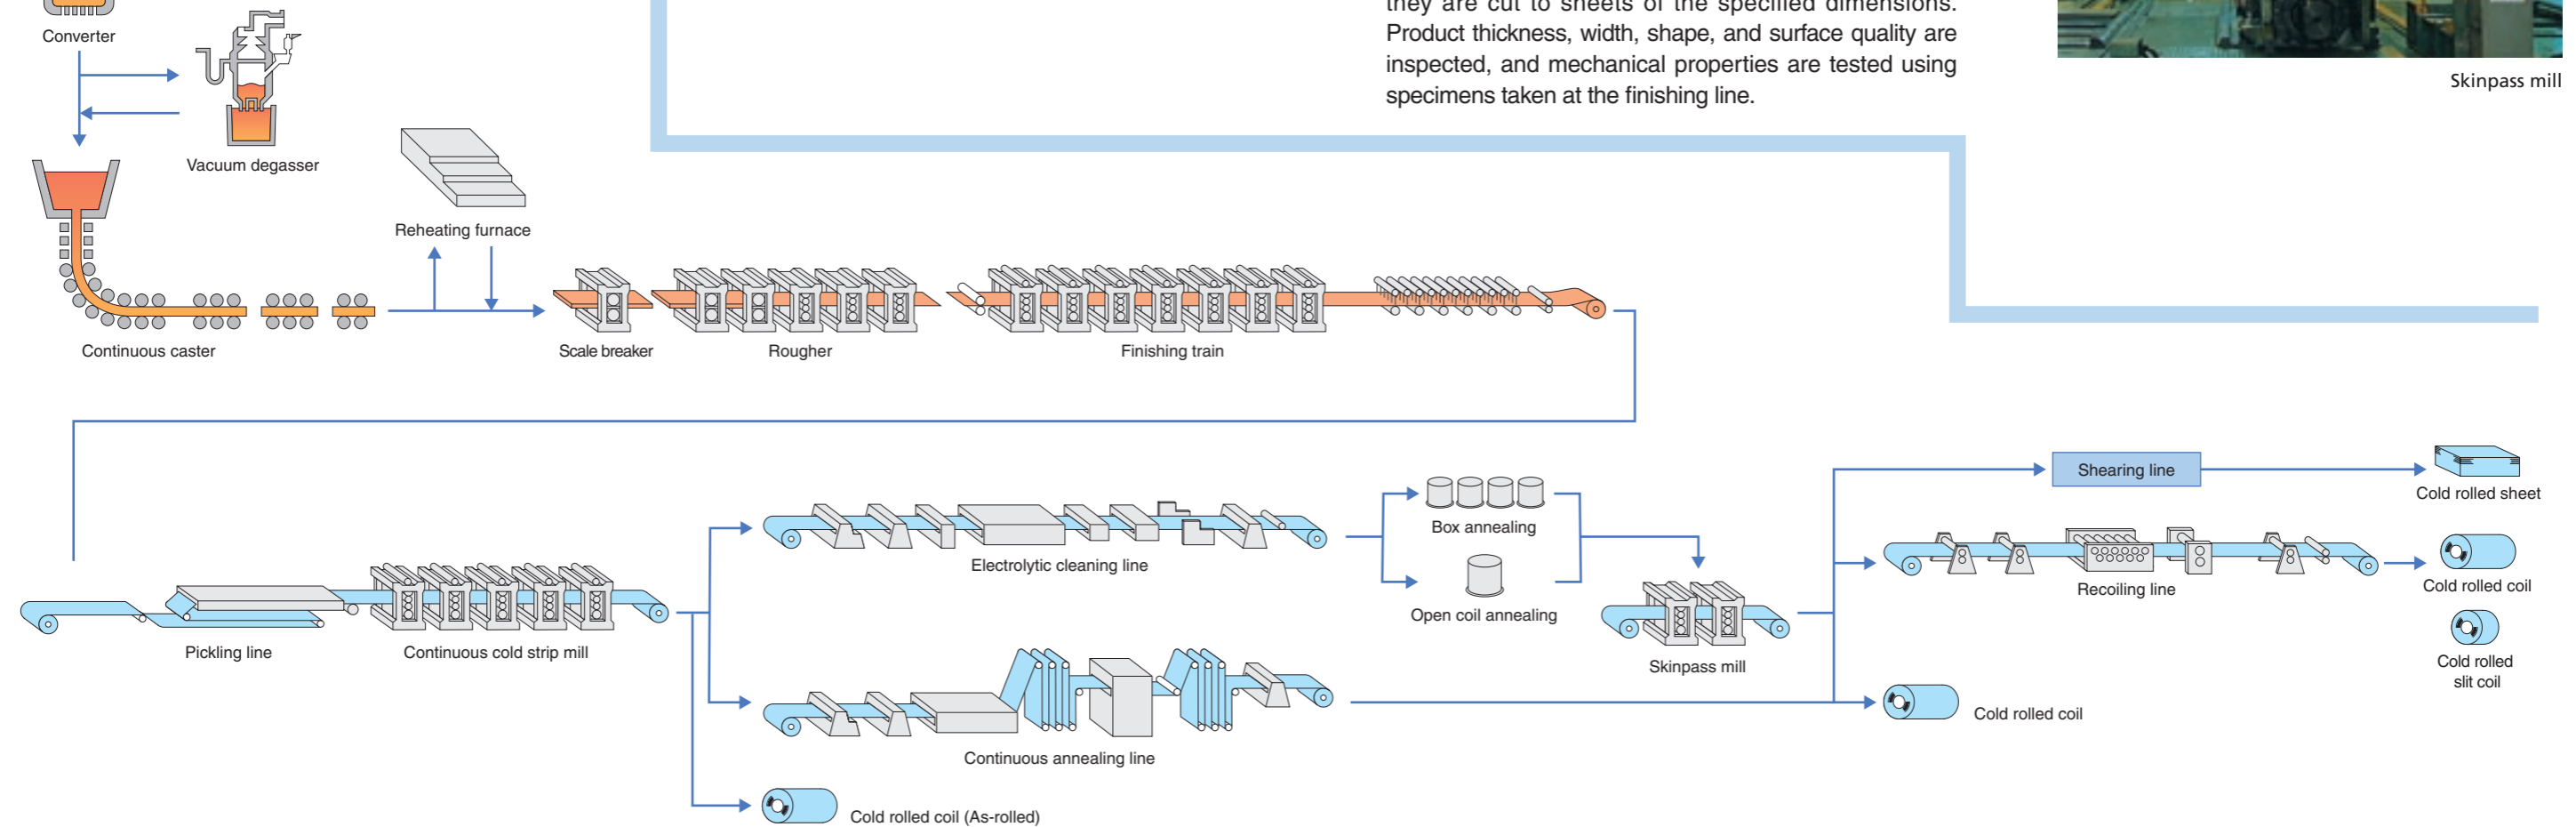 they are cut to sheets of the specified dimensions.
Product thickness, width, shape, and surface quality are
inspected, and mechanical properties are tested using
specimens taken at the finishing line.
Skinpass mill
Converter
Vacuum degasser
Reheating furnace
Continuous caster
Scale breaker
Rougher
Finishing train
Shearing line
Cold rolled sheet
Box annealing
Electrolytic cleaning line
Recoiling line
Cold rolled coil
Open coil annealing
Pickling line
Continuous cold strip mill
Skinpass mill
Cold rolled
slit coil
Cold rolled coil
Continuous annealing line
Cold rolled coil (As-rolled)